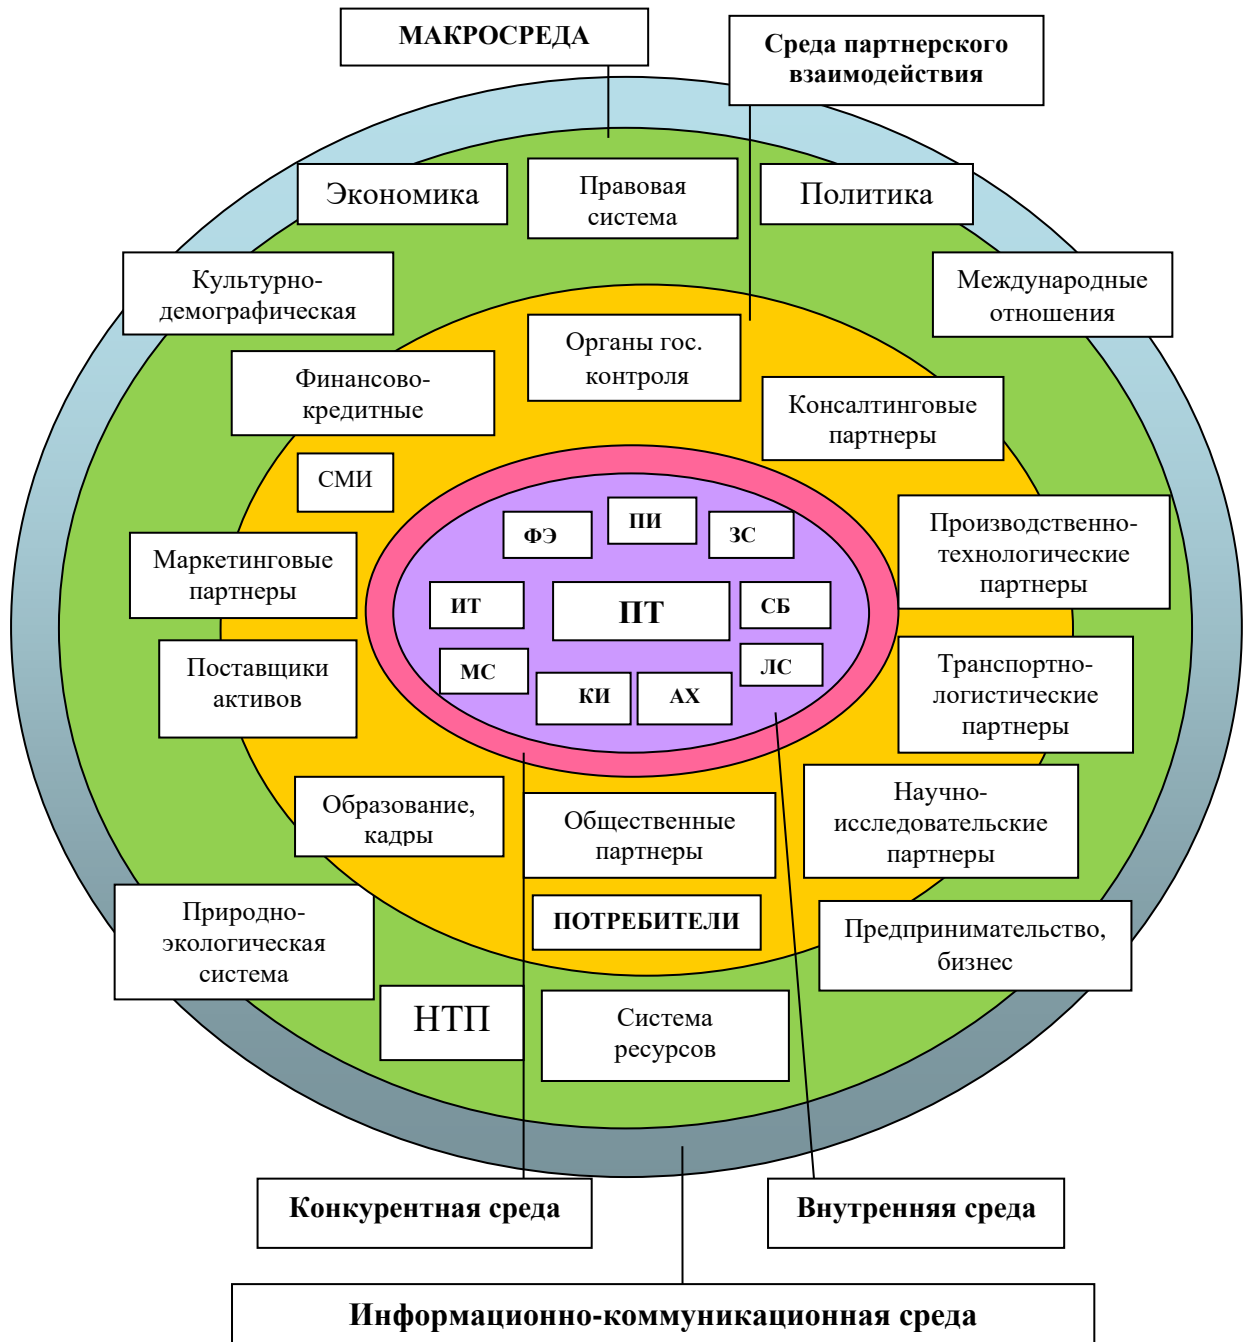 МАКРОСРЕДА
Среда партнерского
взаимодействия
Экономика
Правовая
система
Политика
Культурно-
демографическая
Международные
отношения
Органы гос.
контроля
Финансово-
кредитные
Консалтинговые
партнеры
СМИ
Производственно-
технологические
партнеры
Маркетинговые
партнеры
ФЭ
ПИ
ЗС
ИТ
ПТ
СБ
МС
КИ
АХ
ЛС
Поставщики
активов
Транспортно-
логистические
партнеры
Образование,
кадры
Общественные
партнеры
Научно-
исследовательские
партнеры
Природно-
экологическая
система
ПОТРЕБИТЕЛИ
Предпринимательство,
бизнес
НТП
Система
ресурсов
Конкурентная среда
Внутренняя среда
Информационно-коммуникационная среда